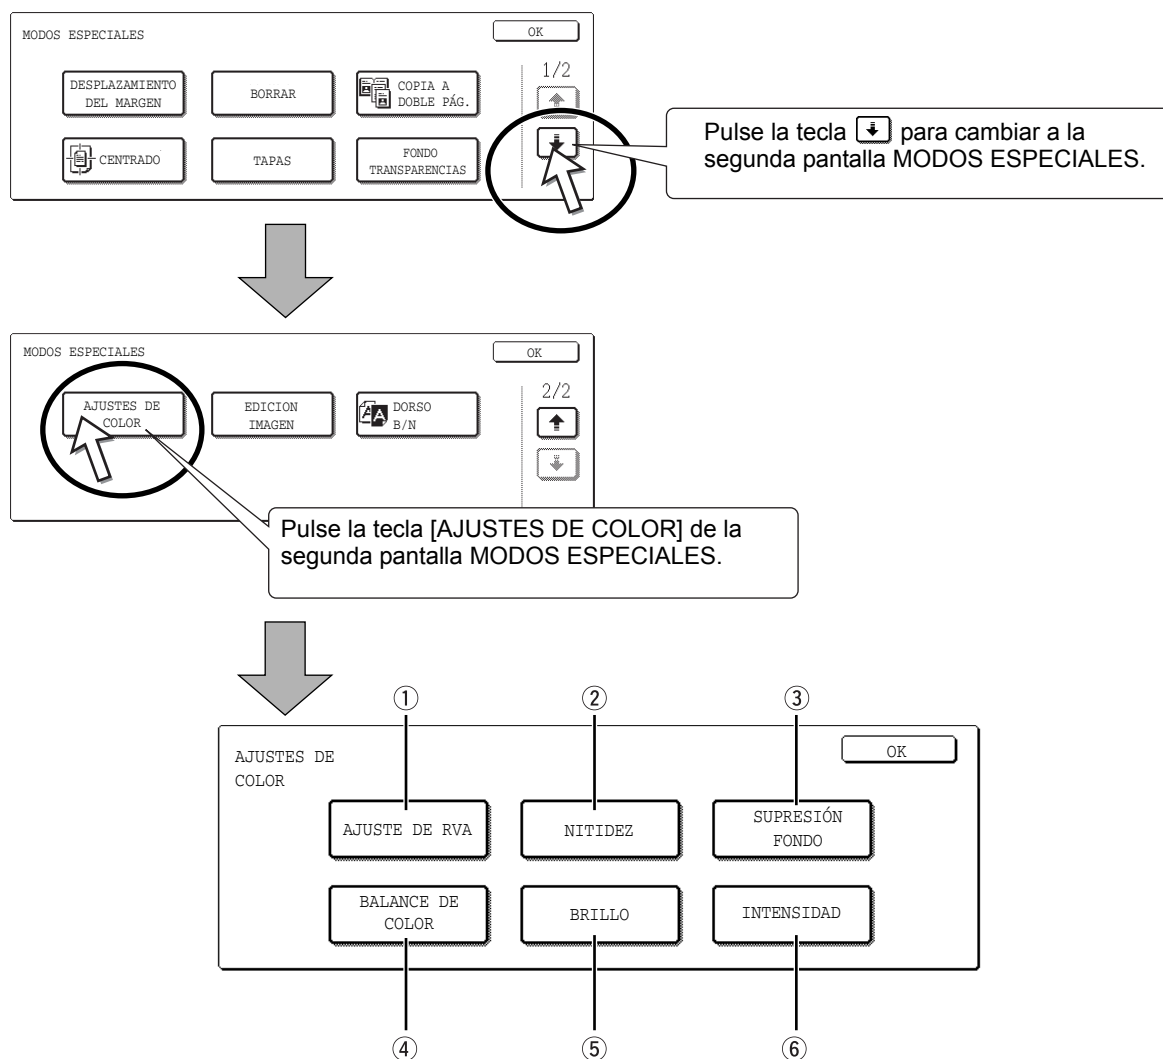 MODOS ESPECIALES
OK
DESPLAZAMIENTO
DEL MARGEN
BORRAR
COPIA A
DOBLE PÁG.
1/2
CENTRADO
TAPAS
FONDO
TRANSPARENCIAS
Pulse la tecla para cambiar a la
segunda pantalla MODOS ESPECIALES.
MODOS ESPECIALES
OK
AJUSTES DE
COLOR
EDICION
IMAGEN
DORSO
B/N
2/2
Pulse la tecla [AJUSTES DE COLOR] de la
segunda pantalla MODOS ESPECIALES.
① ② ③
AJUSTES DE
COLOR
OK
AJUSTE DE RVA
NITIDEZ
SUPRESIÓN
FONDO
BALANCE DE
COLOR
BRILLO
INTENSIDAD
④ ⑤ ⑥